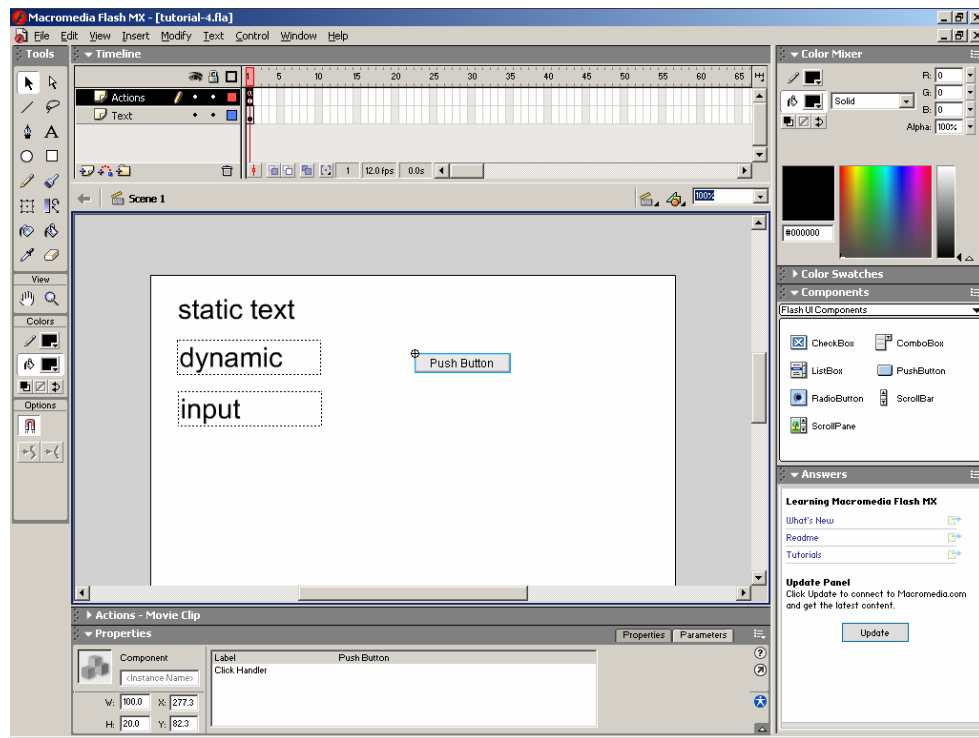 Macromedia Flash MX - [tutorial-4.fla]
File Edit View Insert Modify Text Control Window Help
Tools
Timeline
1 5 10 15 20 25 30 35 40 45 50 55 60 65
Actions
Text
1 12.0 fps 0.0s
Scene 1
100%
View
Colors
Options
static text
dynamic
input
Push Button
Actions - Movie Clip
Properties
Properties Parameters
Component
<Instance Name>
W: 100.0 X: 277.3
H: 20.0 Y: 82.3
Label Push Button
Click Handler
Color Mixer
R: 0
Solid
G: 0
B: 0
Alpha: 100%
#000000
Color Swatches
Components
Flash UI Components
CheckBox ComboBox
ListBox PushButton
RadioButton ScrollBar
ScrollPane
Answers
Learning Macromedia Flash MX
What's New
Readme
Tutorials
Update Panel
Click Update to connect to Macromedia.com
and get the latest content.
Update